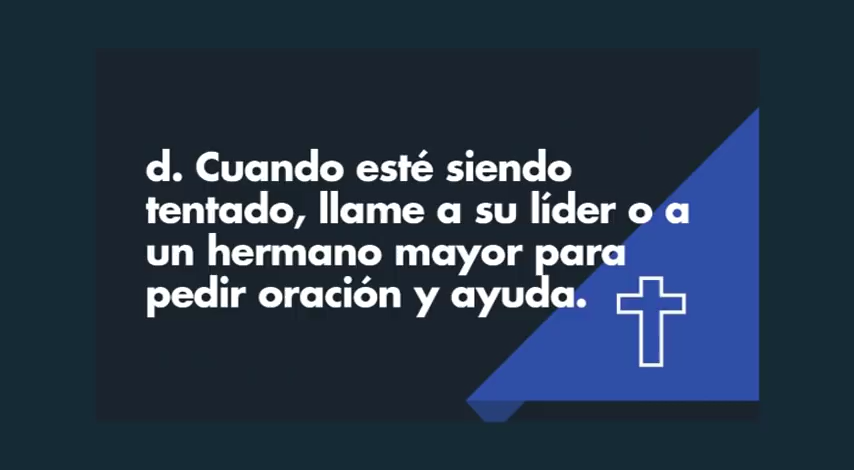 d. Cuando esté siendo
tentado, llame a su líder o a
un hermano mayor para
pedir oración y ayuda.